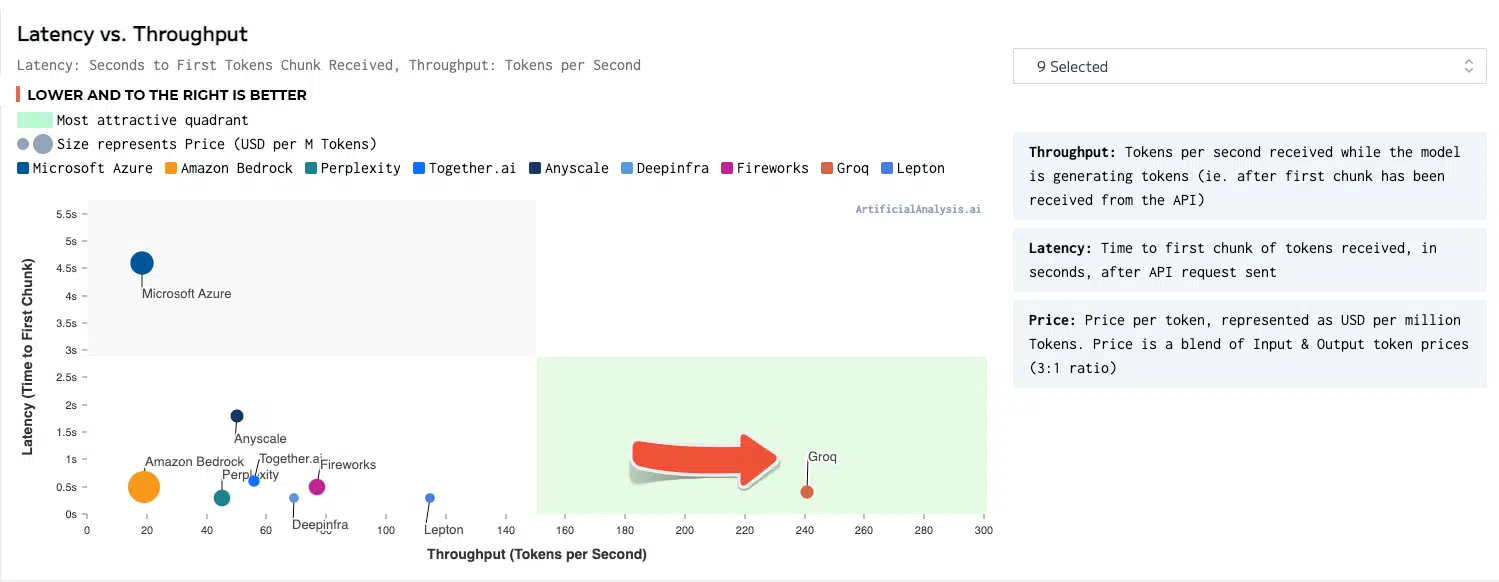 Latency vs. Throughput
Latency: Seconds to First Tokens Chunk Received, Throughput: Tokens per Second
LOWER AND TO THE RIGHT IS BETTER
Most attractive quadrant
Size represents Price (USD per M Tokens)
Microsoft Azure Amazon Bedrock Perplexity Together.ai Anyscale Deepinfra Fireworks Groq Lepton
9 Selected
Throughput: Tokens per second received while the model
is generating tokens (ie. after first chunk has been
received from the API)
Latency: Time to first chunk of tokens received, in
seconds, after API request sent
Price: Price per token, represented as USD per million
Tokens. Price is a blend of Input & Output token prices
(3:1 ratio)
ArtificialAnalysis.ai
Latency (Time to First Chunk)
5.5s
5s
4.5s
4s
3.5s
3s
2.5s
2s
1.5s
1s
0.5s
0s
Microsoft Azure
Anyscale
Amazon Bedrock
Together.ai
Fireworks
Perplexity
Groq
Deepinfra
Lepton
0 20 40 60 80 100 140 160 180 200 220 240 260 280 300
Throughput (Tokens per Second)